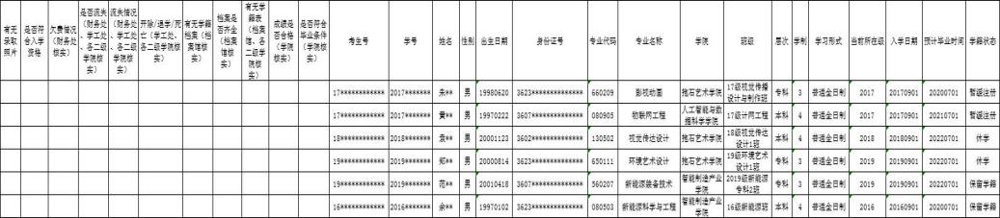 有无录取照片 是否符合入学资格 欠费情况（财务处核实） 是否流失（财务处、学工处、各二级学院核实） 流失情况（财务处、学工处、各二级学院核实） 开除/退学/死亡（学工处、各二级学院核实） 有无学籍档案（档案馆核实） 档案是否齐全（档案馆核实） 有无学籍表（档案馆、各二级学院核实） 成绩是否合格（学院核实） 是否符合毕业条件（学院核实） 考生号 学号 姓名 性别 出生日期 身份证号 专业代码 专业名称 学院 班级 层次 学制 学习形式 当前所在级 入学日期 预计毕业时间 学籍状态
17************ 2017******* 朱** 男 19980620 3623************** 660209 影视动画 抱石艺术学院 17级视觉传播设计与制作班 专科 3 普通全日制 2017 20170901 20200701 暂缓注册
17************ 2017******* 黄** 男 19970222 3607************** 080905 物联网工程 人工智能与数据科学学院 17级计网工程 本科 4 普通全日制 2017 20170901 20210701 暂缓注册
18************ 2018******* 袁** 男 20001123 3602************** 130502 视觉传达设计 抱石艺术学院 18级视觉传达设计1班 本科 4 普通全日制 2018 20180901 20220701 休学
19************ 2019******* 郑** 男 20000814 3623************** 650111 环境艺术设计 抱石艺术学院 19级环境艺术设计1班 专科 3 普通全日制 2019 20190901 20220701 休学
19************ 2019******* 范** 男 20010418 3607************** 560207 新能源装备技术 智能制造产业学院 2019级新能源专科2班 专科 3 普通全日制 2019 20190901 20220701 保留学籍
16************ 2016******* 余** 男 19970102 3623************** 080503 新能源科学与工程 智能制造产业学院 16级新能源班 本科 4 普通全日制 2016 20160901 20200701 保留学籍